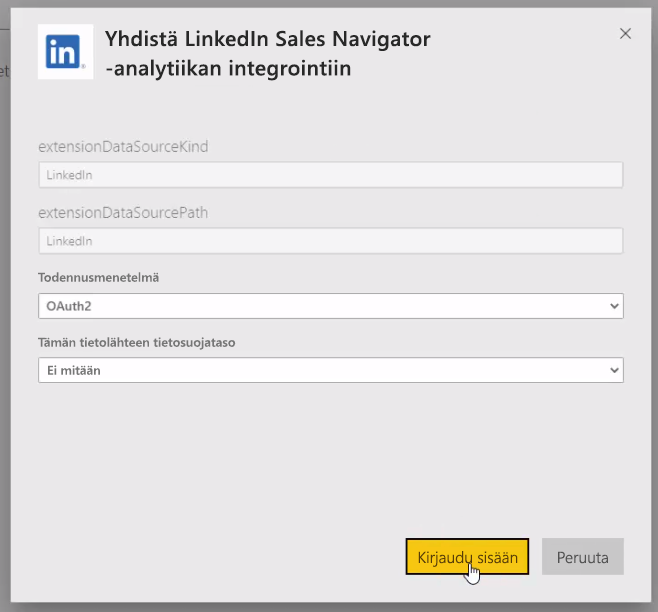 et
in
Yhdistä LinkedIn Sales Navigator
-analytiikan integrointiin
extensionDataSourceKind
LinkedIn
extensionDataSourcePath
LinkedIn
Todennusmenetelmä
OAuth2
Tämän tietolähteen tietosuojataso
Ei mitään
Kirjaudu sisään
Peruuta